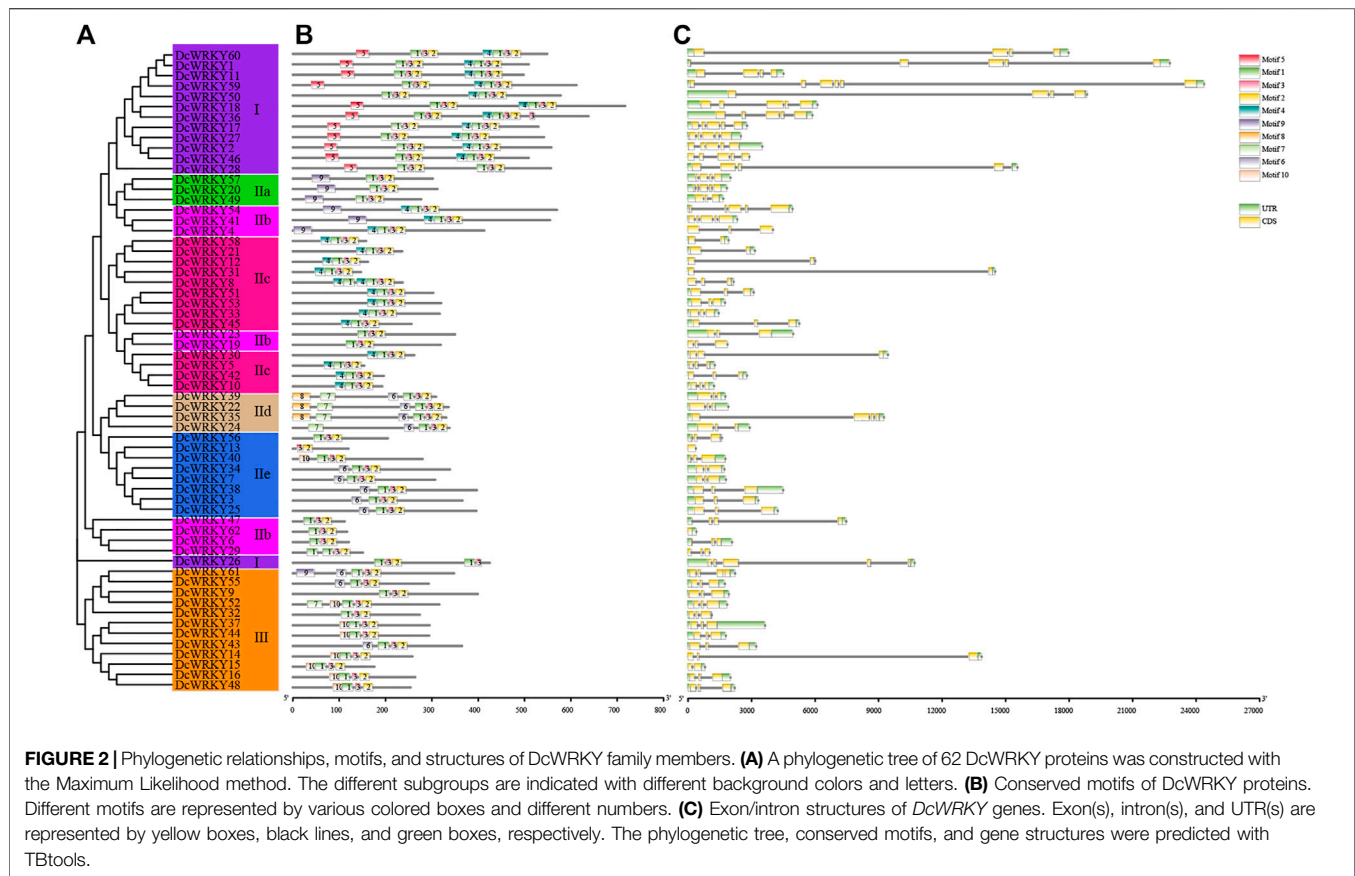 A
B
C
DcWRKY60
DcWRKY1
DcWRKY11
DcWRKY59
DcWRKY50
DcWRKY18
DcWRKY36
DcWRKY17
DcWRKY27
DcWRKY2
DcWRKY46
DcWRKY28
DcWRKY57
DcWRKY20
DcWRKY49
DcWRKY54
DcWRKY41
DcWRKY4
DcWRKY58
DcWRKY21
DcWRKY12
DcWRKY31
DcWRKY8
DcWRKY51
DcWRKY53
DcWRKY33
DcWRKY45
DcWRKY23
DcWRKY19
DcWRKY30
DcWRKY5
DcWRKY42
DcWRKY10
DcWRKY39
DcWRKY22
DcWRKY35
DcWRKY24
DcWRKY56
DcWRKY13
DcWRKY40
DcWRKY34
DcWRKY7
DcWRKY38
DcWRKY3
DcWRKY25
DcWRKY47
DcWRKY62
DcWRKY6
DcWRKY29
DcWRKY26
DcWRKY61
DcWRKY55
DcWRKY9
DcWRKY52
DcWRKY32
DcWRKY37
DcWRKY44
DcWRKY43
DcWRKY14
DcWRKY15
DcWRKY16
DcWRKY48
I
IIa
IIb
IIc
IIb
IIc
IId
IIe
IIb
I
III
5' 3'
0 100 200 300 400 500 600 700 800
5' 3'
0 3000 6000 9000 12000 15000 18000 21000 24000 27000
Motif 5
Motif 1
Motif 3
Motif 2
Motif 4
Motif 9
Motif 8
Motif 7
Motif 6
Motif 10
UTR
CDS
FIGURE 2 | Phylogenetic relationships, motifs, and structures of DcWRKY family members. (A) A phylogenetic tree of 62 DcWRKY proteins was constructed with
the Maximum Likelihood method. The different subgroups are indicated with different background colors and letters. (B) Conserved motifs of DcWRKY proteins.
Different motifs are represented by various colored boxes and different numbers. (C) Exon/intron structures of DcWRKY genes. Exon(s), intron(s), and UTR(s) are
represented by yellow boxes, black lines, and green boxes, respectively. The phylogenetic tree, conserved motifs, and gene structures were predicted with
TBtools.